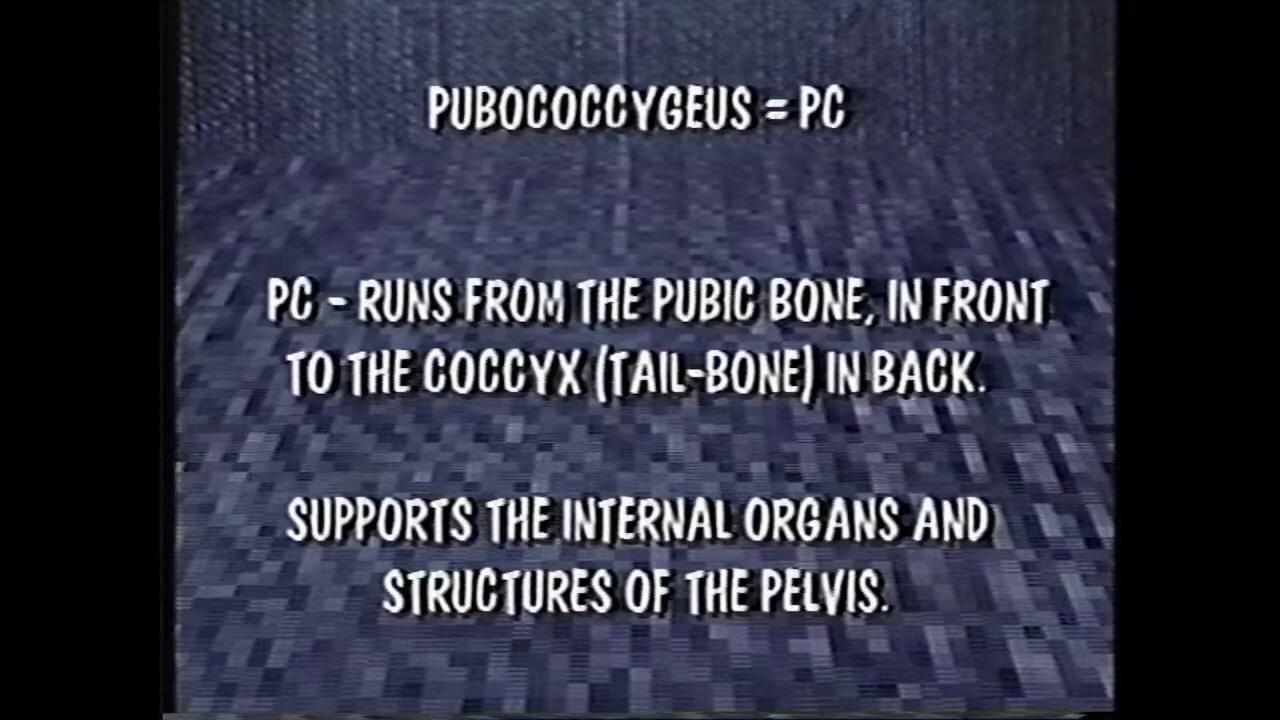 PUBOCOCCYGEUS = PC
PC - RUNS FROM THE PUBIC BONE, IN FRONT
TO THE COCCYX (TAIL-BONE) IN BACK.
SUPPORTS THE INTERNAL ORGANS AND
STRUCTURES OF THE PELVIS.